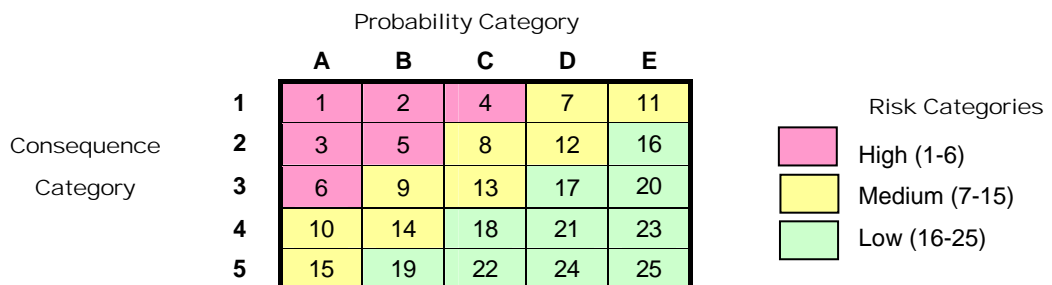 Probability Category
A B C D E
1 1 2 4 7 11
Risk Categories
Consequence 2 3 5 8 12 16
High (1-6)
Category 3 6 9 13 17 20
Medium (7-15)
4 10 14 18 21 23
Low (16-25)
5 15 19 22 24 25